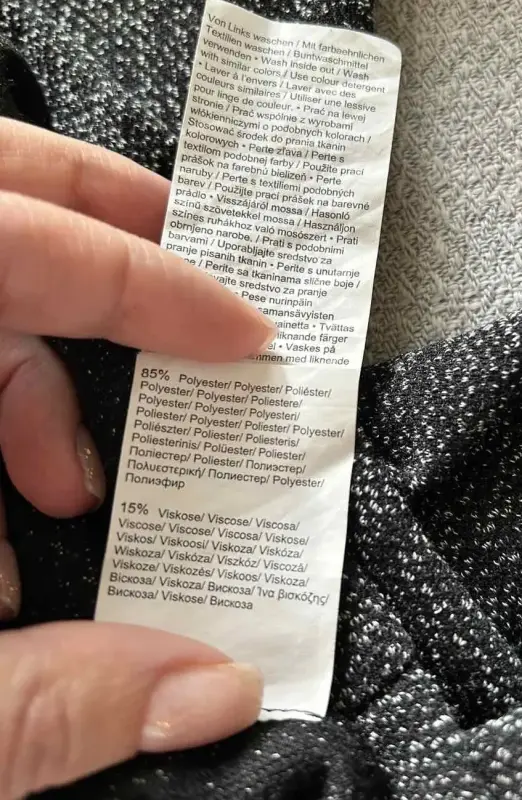 Von Links waschen / Mit farbaehnlichen
Textilien waschen / Buntwaschmittel
verwenden • Wash inside out / Wash
with similar colors / Use colour detergent
• Laver à l'envers / Laver avec des
couleurs similaires / Utiliser une lessive
pour linge de couleur. • Prać na lewej
stronie / Prać wspólnie z wyrobami
włókienniczymi o podobnych kolorach /
Stosować środek do prania tkanin
kolorowych • Perte zľava / Perte s
textilom podobnej farby / Použite prací
prášok na farebnú bielizeň • Perte
naruby / Perte s textiliemi podobných
barev / Použijte prací prášek na barevné
prádlo • Visszájáról mossa / Hasonló
színű szövetekkel mossa / Használjon
színes ruhákhoz való mosószert • Prati
obrnjeno narobe. / Prati s podobnimi
barvami / Uporabljajte sredstvo za
pranje pisanih tkanin • Perite s unutarnje
/ Perite sa tkaninama slične boje /
sredstvo za pranje
• Pese nurinpäin
• Tvättas
liknande färger
• Vaskes på
med liknende
85% Polyester/ Polyester/ Poliéster/
Polyester/ Polyester/ Poliestere/
Polyester/ Polyester/ Polyesteri/
Poliester/ Poliester/ Polyester/ Polyester/
Poliészter/ Poliester/ Poliesteris/
Poliesterinis/ Polüester/ Poliester/
Поліестер/ Poliester/ Полиэстер/
Πολυεστερική/ Полиестер/ Polyester/
Полиэфир
15% Viskose/ Viscose/ Viscosa/
Viscose/ Viscose/ Viscosa/ Viskose/
Viskos/ Viskoosi/ Viskoza/ Viskóza/
Wiskoza/ Viskóza/ Viszkóz/ Viscoză/
Viskoze/ Viskozės/ Viskoos/ Viskoza/
Віскоза/ Viskoza/ Вискоза/ Ίνα βισκόζης/
Вискоза/ Viskose/ Вискоза